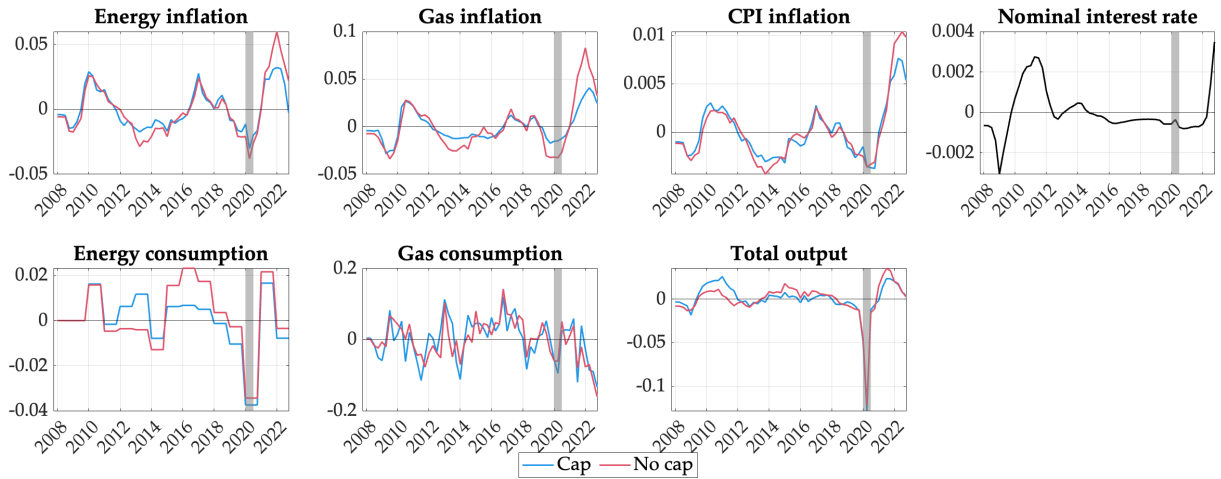 Energy inflation
0.05
0
-0.05
2008 2010 2012 2014 2016 2018 2020 2022
Gas inflation
0.1
0.05
0
-0.05
2008 2010 2012 2014 2016 2018 2020 2022
CPI inflation
0.01
0.005
0
2008 2010 2012 2014 2016 2018 2020 2022
Nominal interest rate
0.004
0.002
0
-0.002
2008 2010 2012 2014 2016 2018 2020 2022
Energy consumption
0.02
0
-0.02
-0.04
2008 2010 2012 2014 2016 2018 2020 2022
Gas consumption
0.2
0
-0.2
2008 2010 2012 2014 2016 2018 2020 2022
Total output
0
-0.05
-0.1
2008 2010 2012 2014 2016 2018 2020 2022
Cap No cap